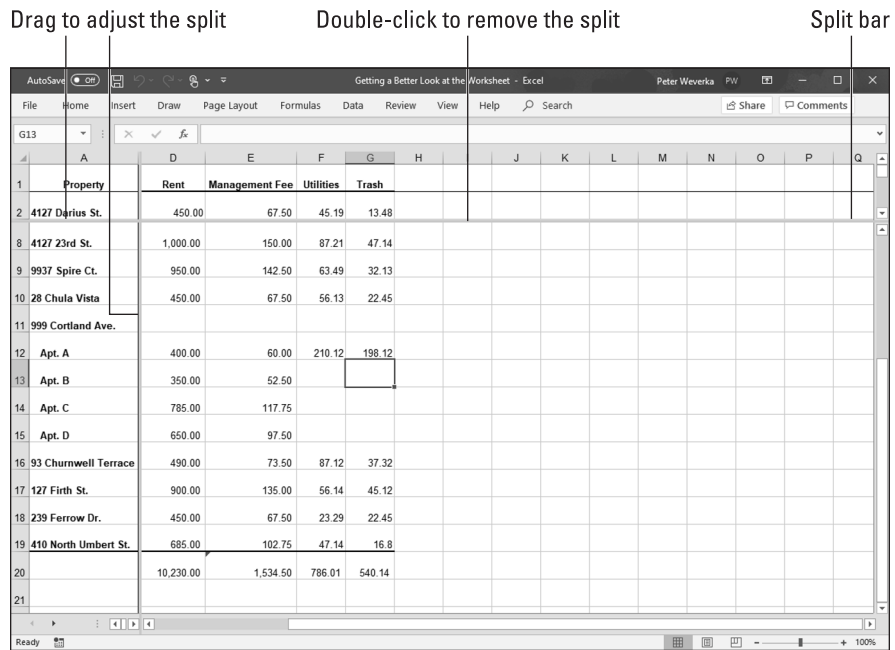 Drag to adjust the split Double-click to remove the split Split bar
AutoSave Off Getting a Better Look at the Worksheet - Excel Peter Weverka PW
File Home Insert Draw Page Layout Formulas Data Review View Help Search Share Comments
G13 fx
A D E F G H I J K L M N O P Q
1 Property Rent Management Fee Utilities Trash
2 4127 Darius St. 450.00 67.50 45.19 13.48
8 4127 23rd St. 1,000.00 150.00 87.21 47.14
9 9937 Spire Ct. 950.00 142.50 63.49 32.13
10 28 Chula Vista 450.00 67.50 56.13 22.45
11 999 Cortland Ave.
12 Apt. A 400.00 60.00 210.12 198.12
13 Apt. B 350.00 52.50
14 Apt. C 785.00 117.75
15 Apt. D 650.00 97.50
16 93 Churnwell Terrace 490.00 73.50 87.12 37.32
17 127 Firth St. 900.00 135.00 56.14 45.12
18 239 Ferrow Dr. 450.00 67.50 23.29 22.45
19 410 North Umbert St. 685.00 102.75 47.14 16.8
20 10,230.00 1,534.50 786.01 540.14
21
Ready 100%